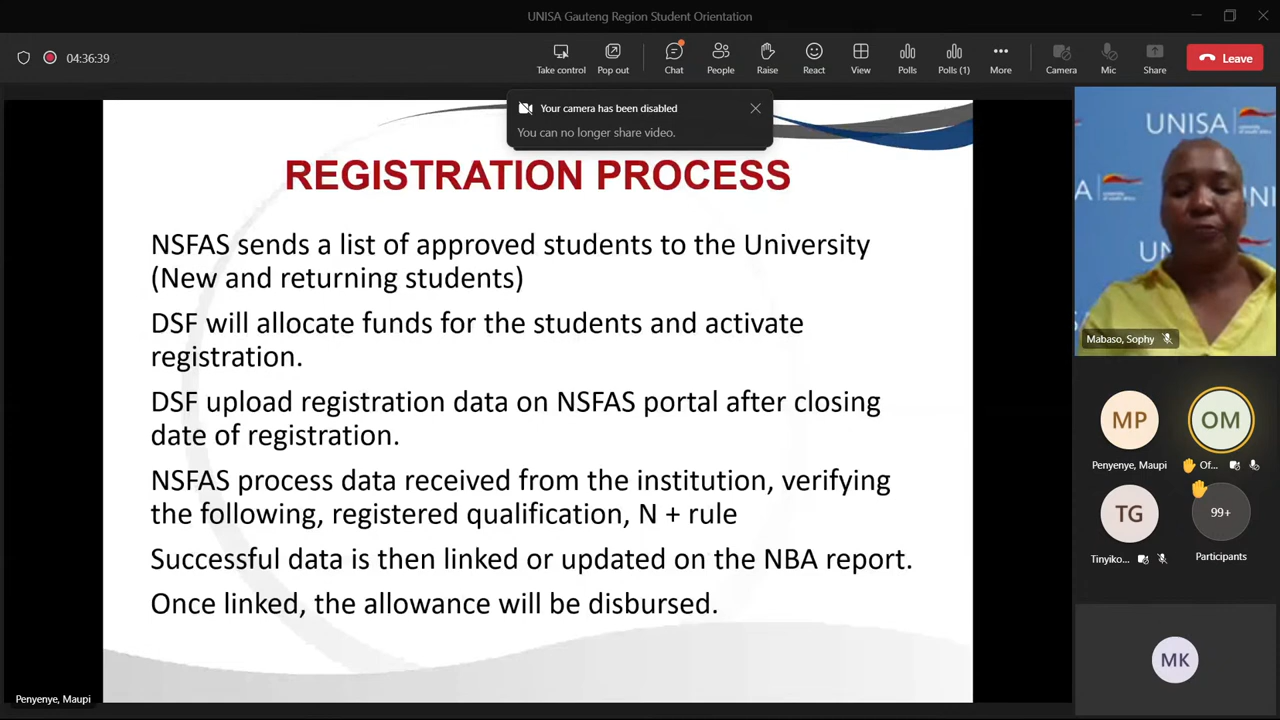 UNISA Gauteng Region Student Orientation
04:36:39
Take control
Pop out
Chat
People
Raise
React
View
Polls
Polls (1)
More
Camera
Mic
Share
Leave
Your camera has been disabled
You can no longer share video.
REGISTRATION PROCESS
NSFAS sends a list of approved students to the University
(New and returning students)
DSF will allocate funds for the students and activate
registration.
DSF upload registration data on NSFAS portal after closing
date of registration.
NSFAS process data received from the institution, verifying
the following, registered qualification, N + rule
Successful data is then linked or updated on the NBA report.
Once linked, the allowance will be disbursed.
Penyenye, Maupi
UNISA
Mabaso, Sophy
MP
OM
Penyenye, Maupi
Of...
TG
99+
Tinyiko...
Participants
MK